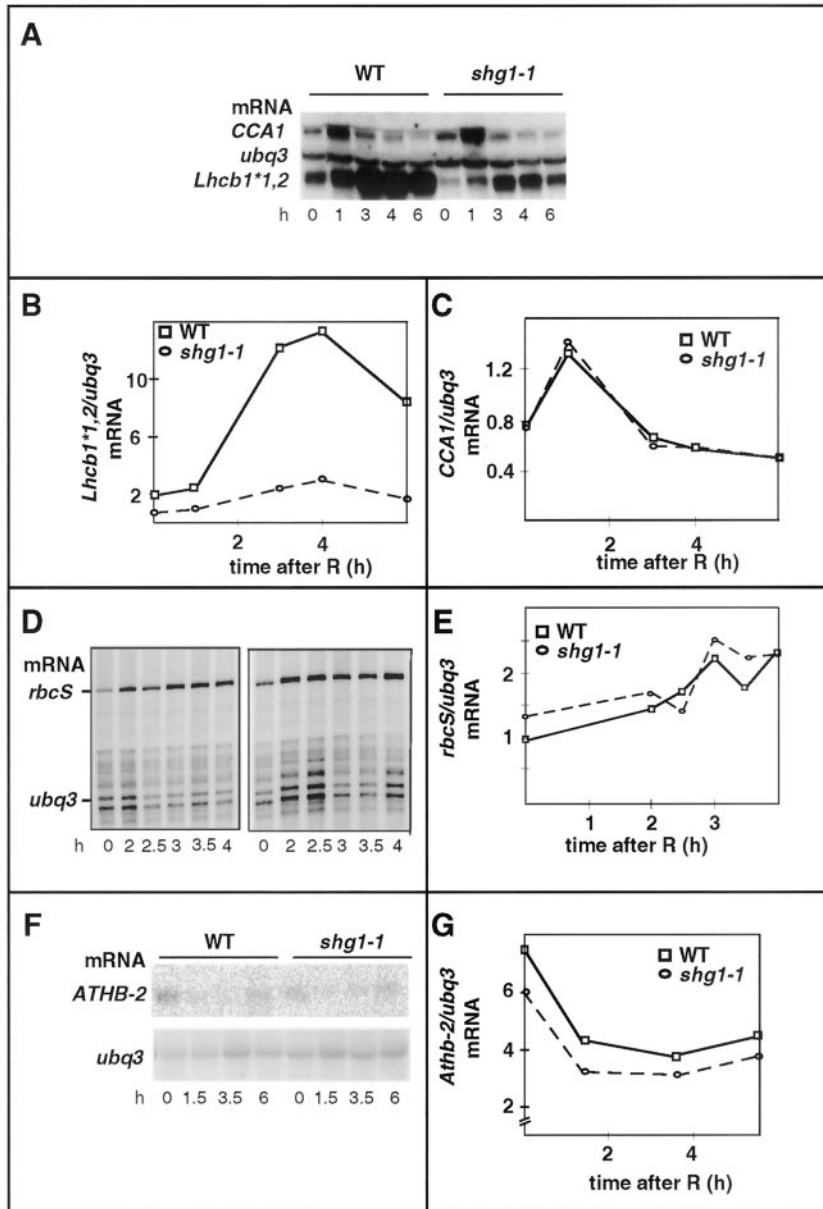 A
WT shg1-1
mRNA
CCA1
ubq3
Lhcb1*1,2
h 0 1 3 4 6 0 1 3 4 6
B
WT
shg1-1
Lhcb1*1,2/ubq3
mRNA
10
6
2
2 4
time after R (h)
C
WT
shg1-1
CCA1/ubq3
mRNA
1.2
0.8
0.4
2 4
time after R (h)
D
mRNA
rbcS
ubq3
h 0 2 2.5 3 3.5 4 0 2 2.5 3 3.5 4
E
WT
shg1-1
rbcS/ubq3
mRNA
2
1
1 2 3
time after R (h)
F
WT shg1-1
mRNA
ATHB-2
ubq3
h 0 1.5 3.5 6 0 1.5 3.5 6
G
WT
shg1-1
Athb-2/ubq3
mRNA
6
4
2
2 4
time after R (h)